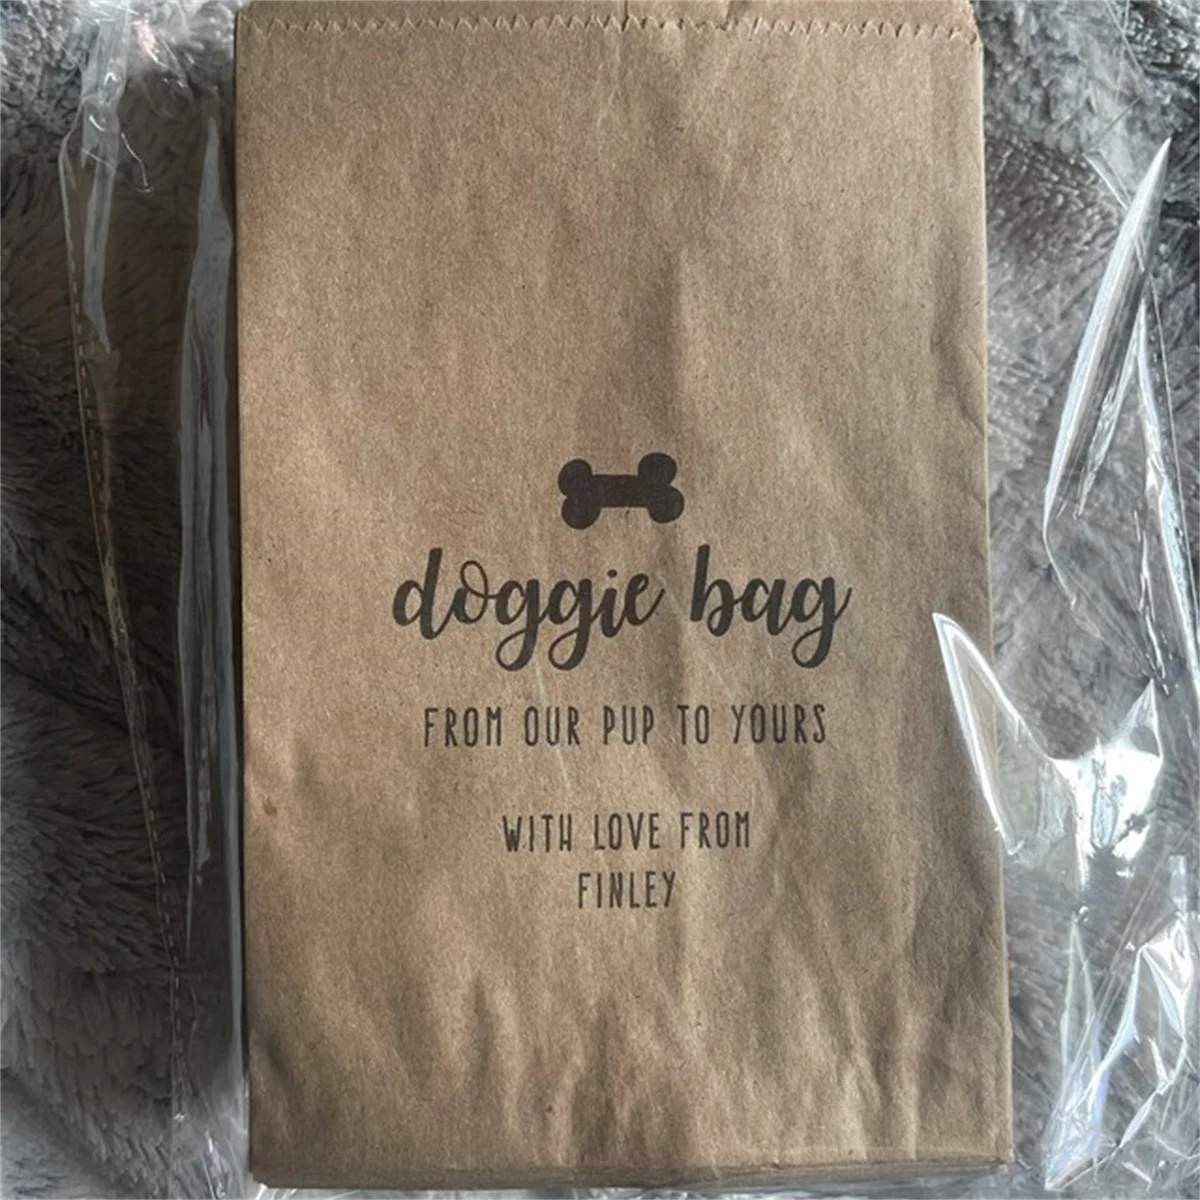 doggie bag
FROM OUR PUP TO YOURS
WITH LOVE FROM
FINLEY